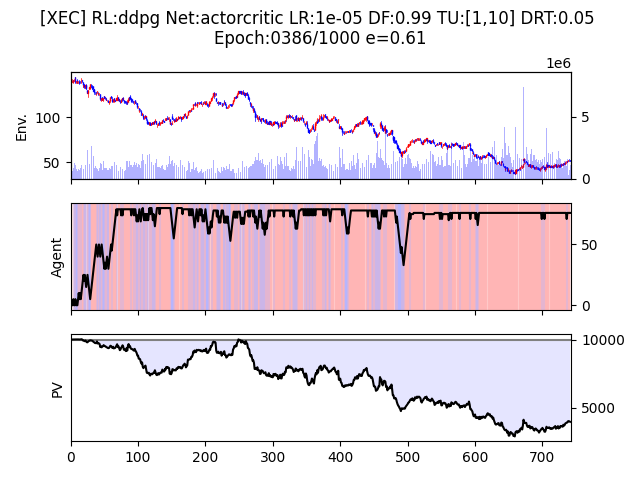 [XEC] RL:ddpg Net:actorcritic LR:1e-05 DF:0.99 TU:[1,10] DRT:0.05
Epoch:0386/1000 e=0.61
1e6
Env.
100
50
5
0
Agent
50
0
PV
10000
5000
0 100 200 300 400 500 600 700